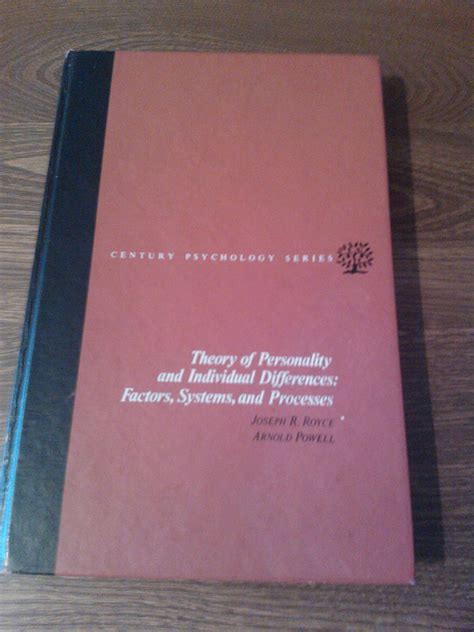 CENTURY PSYCHOLOGY SERIES
Theory of Personality
and Individual Differences:
Factors, Systems, and Processes
JOSEPH R. ROYCE
ARNOLD POWELL